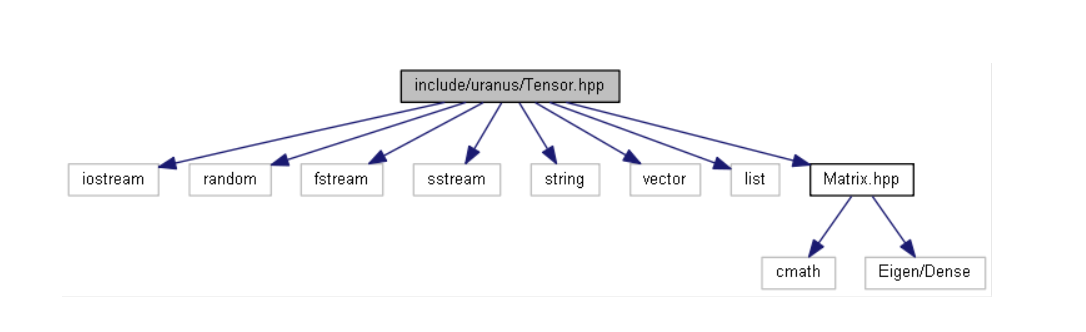 include/uranus/Tensor.hpp
iostream
random
fstream
sstream
string
vector
list
Matrix.hpp
cmath
Eigen/Dense